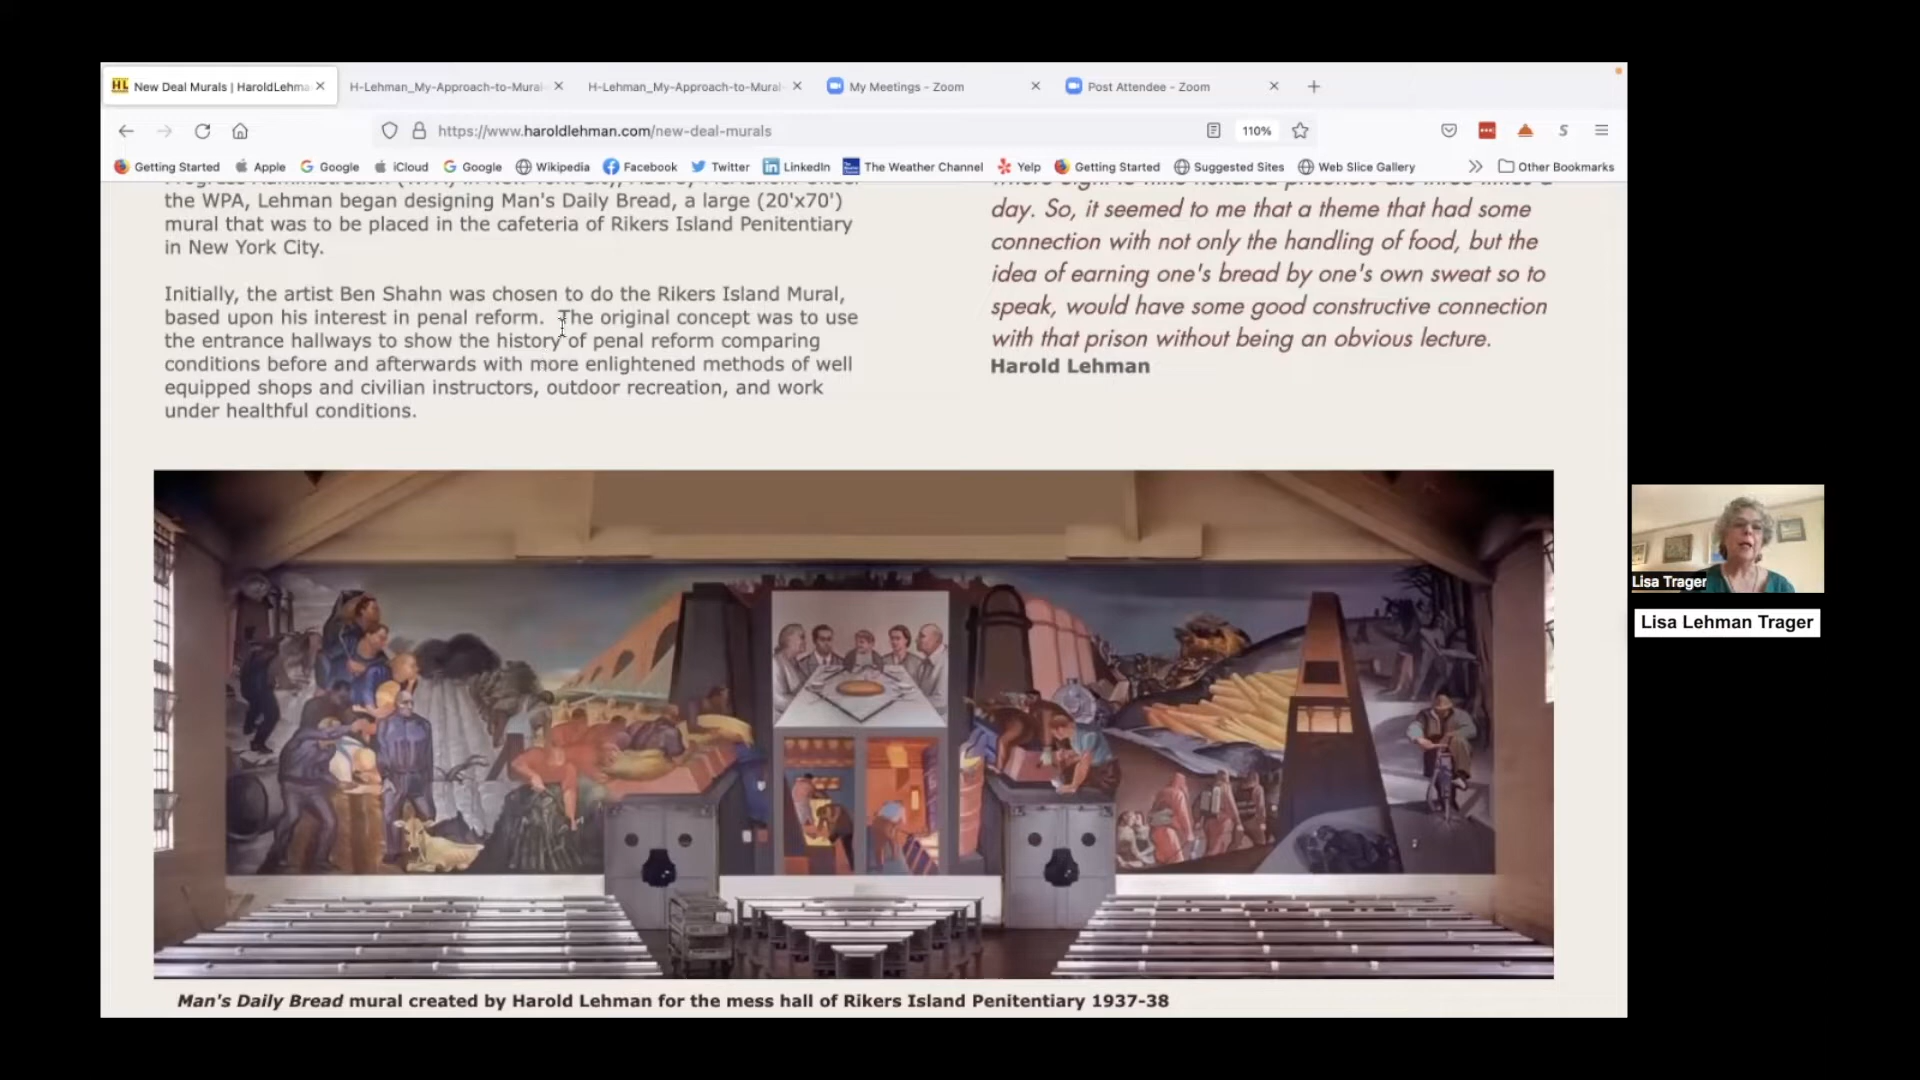 New Deal Murals | HaroldLehma
H-Lehman_My-Approach-to-Mural
H-Lehman_My-Approach-to-Mural
My Meetings - Zoom
Post Attendee - Zoom
https://www.haroldlehman.com/new-deal-murals
110%
Getting Started
Apple
Google
iCloud
Google
Wikipedia
Facebook
Twitter
LinkedIn
The Weather Channel
Yelp
Getting Started
Suggested Sites
Web Slice Gallery
Other Bookmarks
the WPA, Lehman began designing Man's Daily Bread, a large (20'x70')
mural that was to be placed in the cafeteria of Rikers Island Penitentiary
in New York City.
Initially, the artist Ben Shahn was chosen to do the Rikers Island Mural,
based upon his interest in penal reform. The original concept was to use
the entrance hallways to show the history of penal reform comparing
conditions before and afterwards with more enlightened methods of well
equipped shops and civilian instructors, outdoor recreation, and work
under healthful conditions.
day. So, it seemed to me that a theme that had some
connection with not only the handling of food, but the
idea of earning one's bread by one's own sweat so to
speak, would have some good constructive connection
with that prison without being an obvious lecture.
Harold Lehman
Man's Daily Bread mural created by Harold Lehman for the mess hall of Rikers Island Penitentiary 1937-38
Lisa Trager
Lisa Lehman Trager